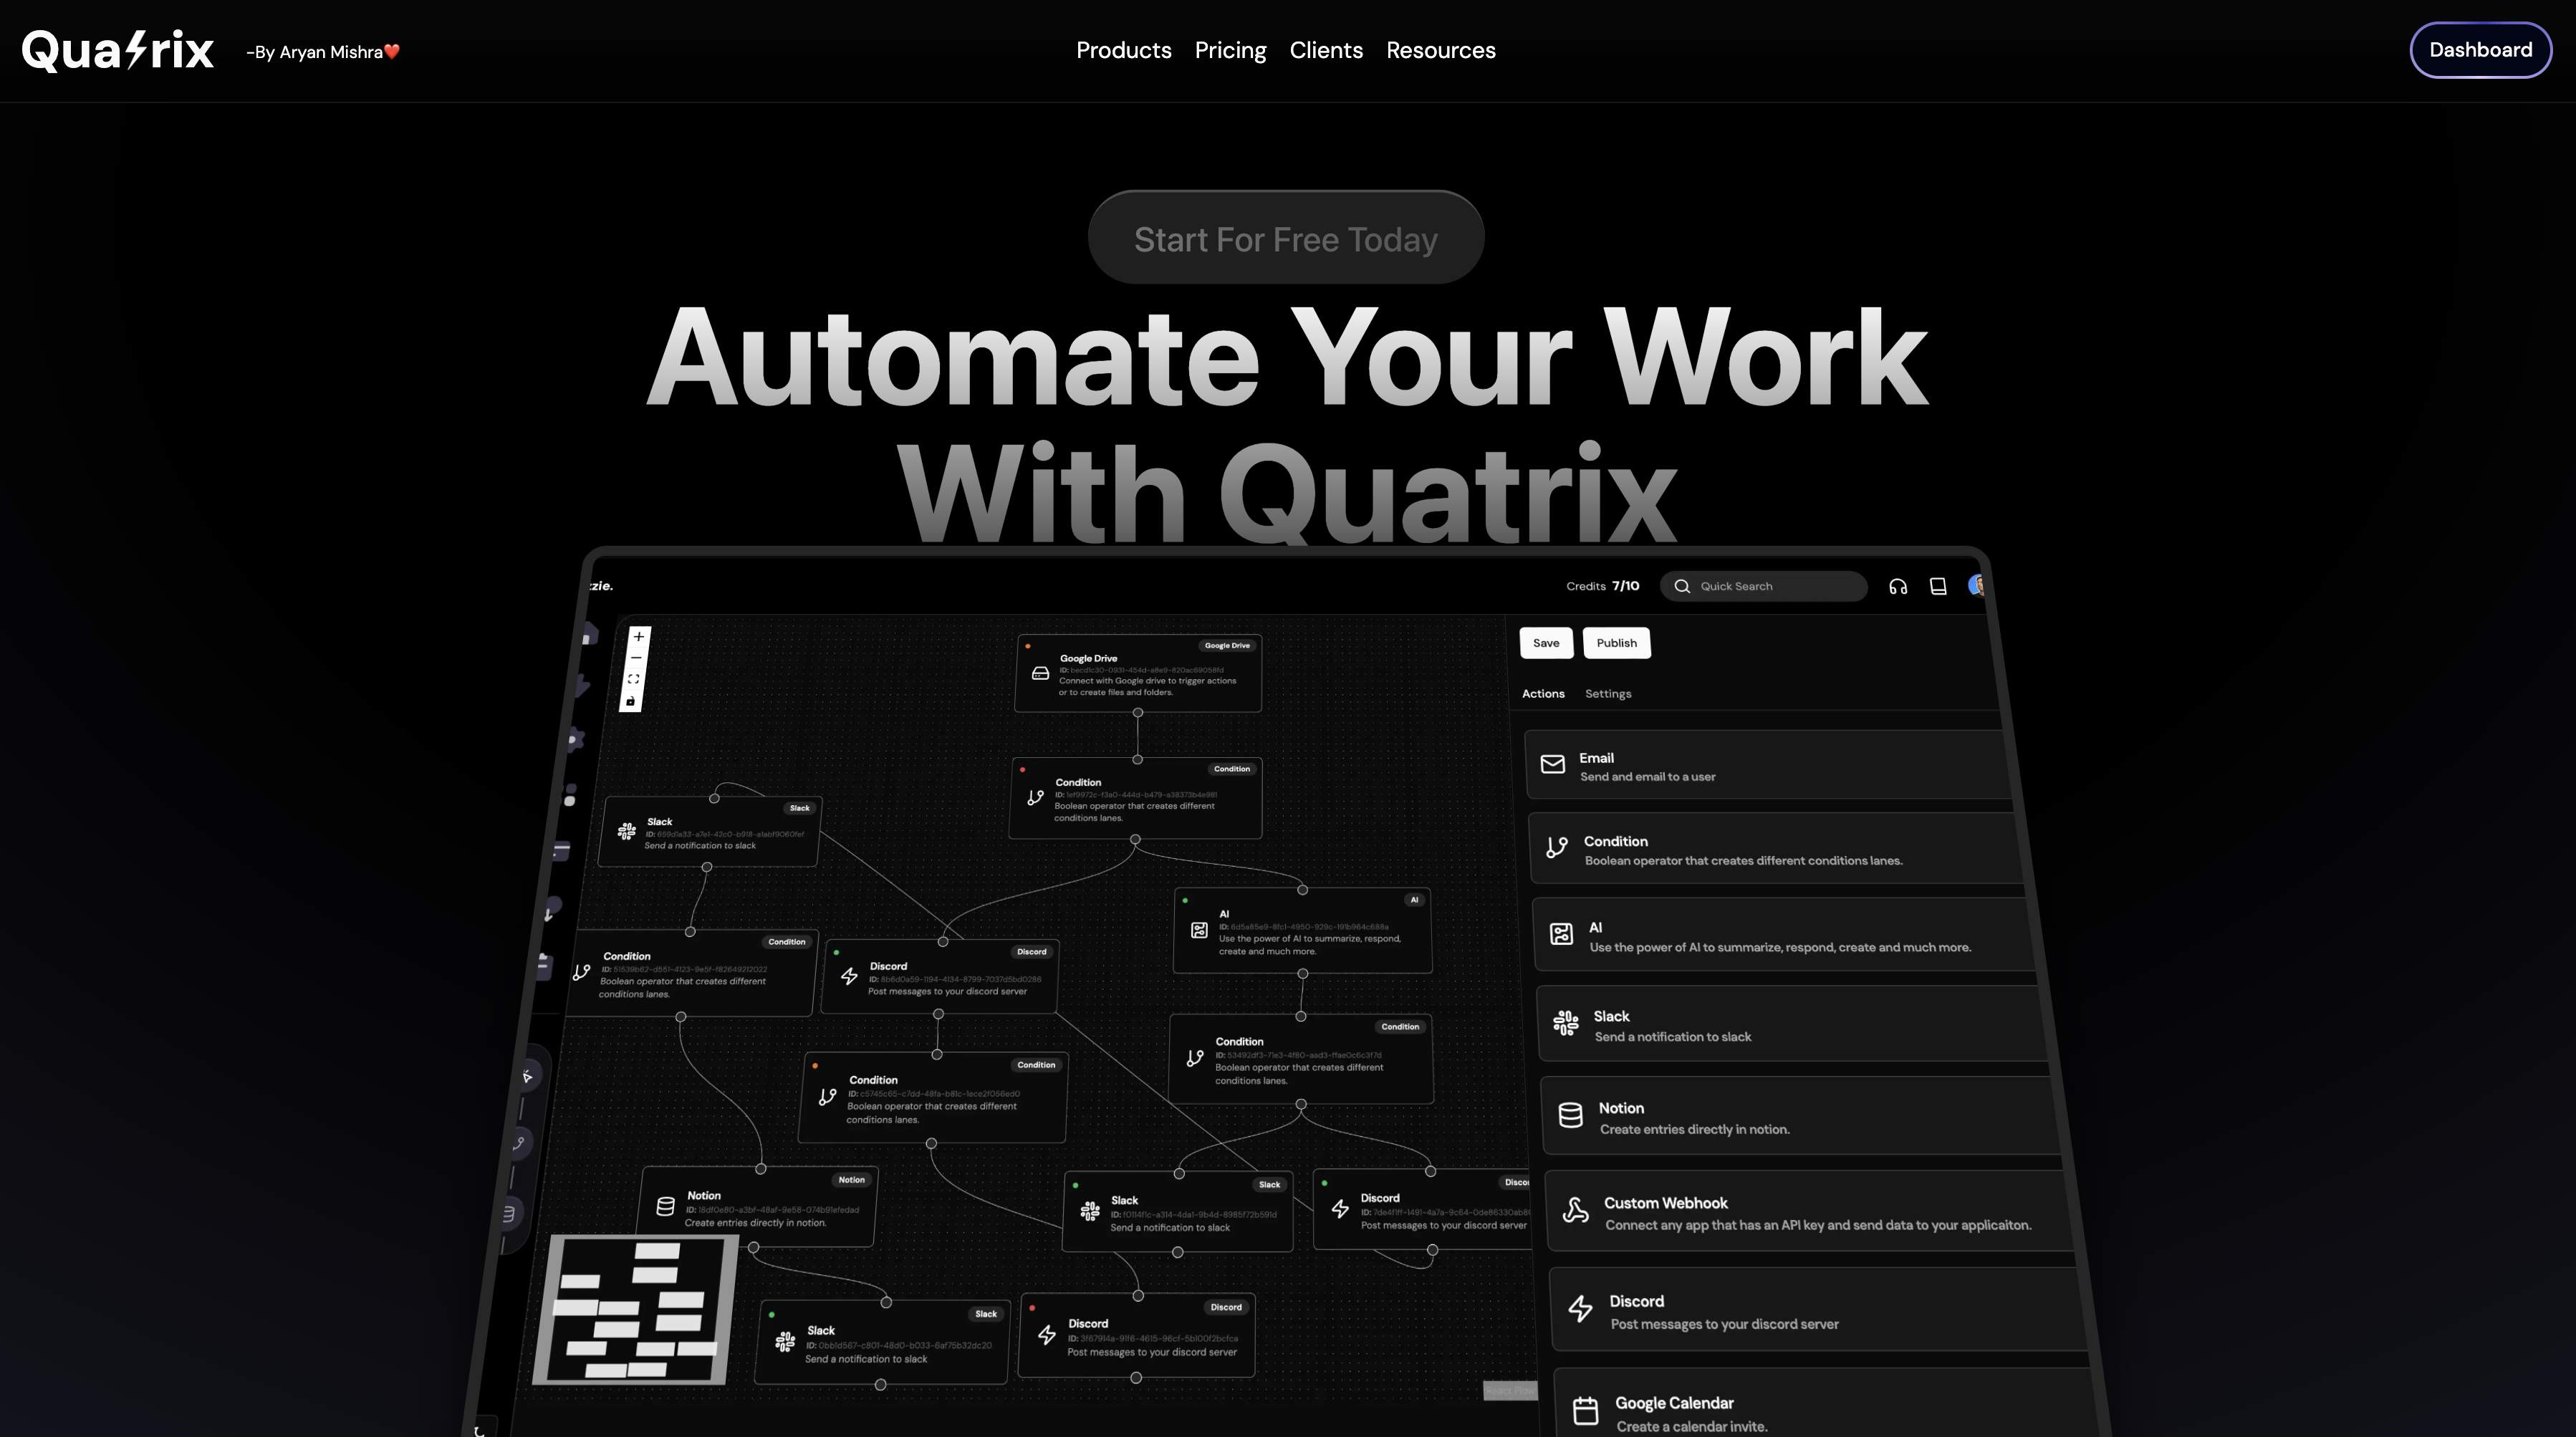 Quatrix
-By Aryan Mishra❤️
Products Pricing Clients Resources
Dashboard
Start For Free Today
Automate Your Work
With Quatrix
zzie.
Credits 7/10
Quick Search
Save Publish
Actions Settings
Google Drive
Google Drive
Connect with Google drive to trigger actions
or to create files and folders.
Condition
Condition
Boolean operator that creates different
conditions lanes.
Slack
Slack
Send a notification to slack
AI
AI
Use the power of AI to summarize, respond,
create and much more.
Condition
Condition
Boolean operator that creates different
conditions lanes.
Discord
Discord
Post messages to your discord server
Condition
Condition
Boolean operator that creates different
conditions lanes.
Condition
Condition
Boolean operator that creates different
conditions lanes.
Notion
Notion
Create entries directly in notion.
Slack
Slack
Send a notification to slack
Discord
Post messages to your discord server
Slack
Slack
Send a notification to slack
Discord
Discord
Post messages to your discord server
React Flow
Email
Send and email to a user
Condition
Boolean operator that creates different conditions lanes.
AI
Use the power of AI to summarize, respond, create and much more.
Slack
Send a notification to slack
Notion
Create entries directly in notion.
Custom Webhook
Connect any app that has an API key and send data to your applicaiton.
Discord
Post messages to your discord server
Google Calendar
Create a calendar invite.